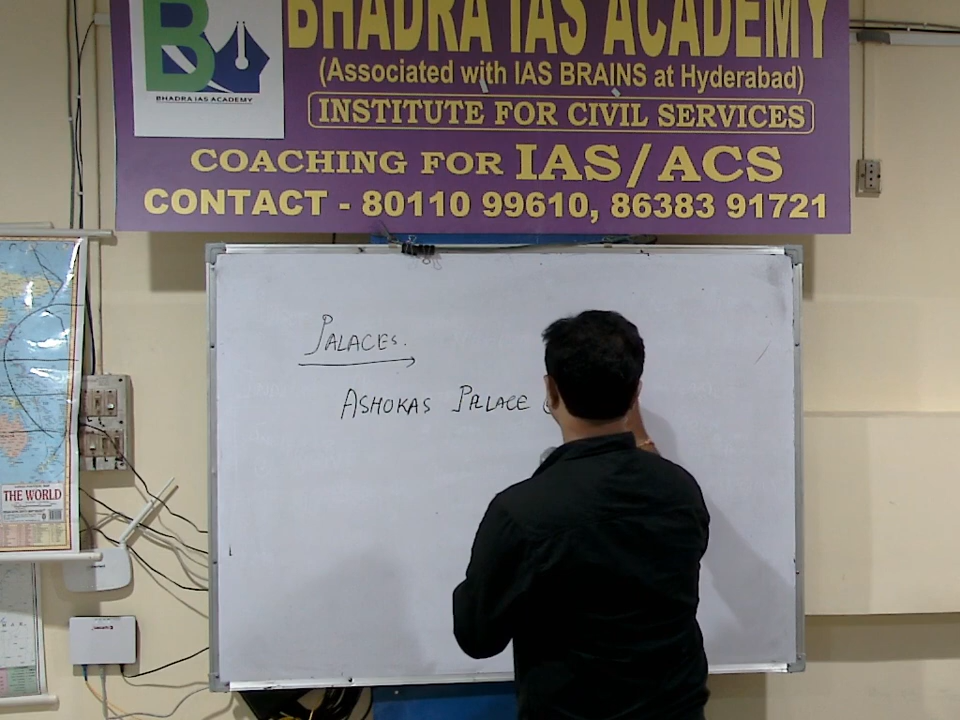 BHADRA IAS ACADEMY
(Associated with IAS BRAINS at Hyderabad)
BHADRA IAS ACADEMY
INSTITUTE FOR CIVIL SERVICES
COACHING FOR IAS/ACS
CONTACT - 80110 99610, 86383 91721
PALACES.
ASHOKAS PALACE (
THE WORLD